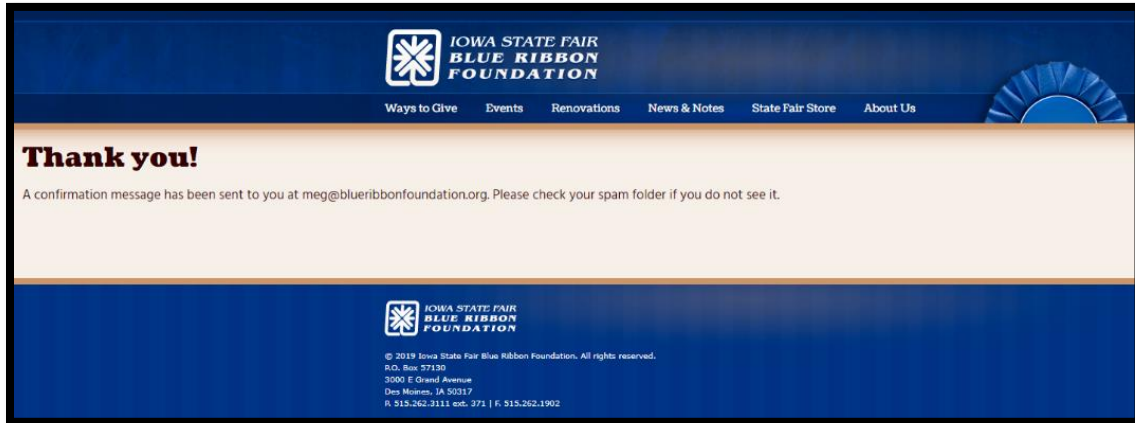 IOWA STATE FAIR
BLUE RIBBON
FOUNDATION
Ways to Give Events Renovations News & Notes State Fair Store About Us
Thank you!
A confirmation message has been sent to you at meg@blueribbonfoundation.org. Please check your spam folder if you do not see it.
IOWA STATE FAIR
BLUE RIBBON
FOUNDATION
© 2019 Iowa State Fair Blue Ribbon Foundation. All rights reserved.
P.O. Box 57130
3000 E Grand Avenue
Des Moines, IA 50317
P. 515.262.3111 ext. 371 | F. 515.262.1902